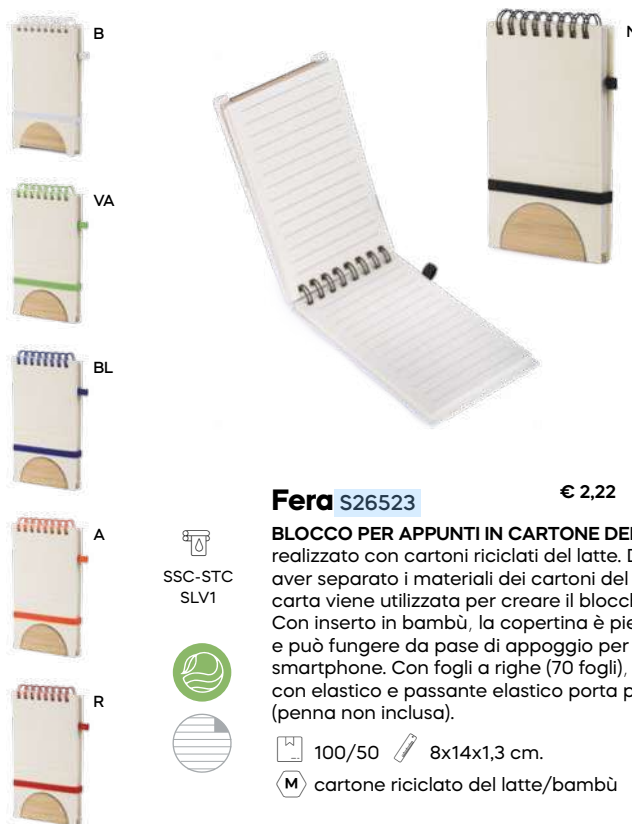 B
VA
BL
A
R
Fera S26523
€ 2,22
SSC-STC
SLV1
BLOCCO PER APPUNTI IN CARTONE
realizzato con cartoni riciclati del latte.
aver separato i materiali dei cartoni del
carta viene utilizzata per creare il
Con inserto in bambù, la copertina è
e può fungere da pase di appoggio per
smartphone. Con fogli a righe (70 fogli),
con elastico e passante elastico porta
(penna non inclusa).
100/50 8x14x1,3 cm.
M cartone riciclato del latte/bambù